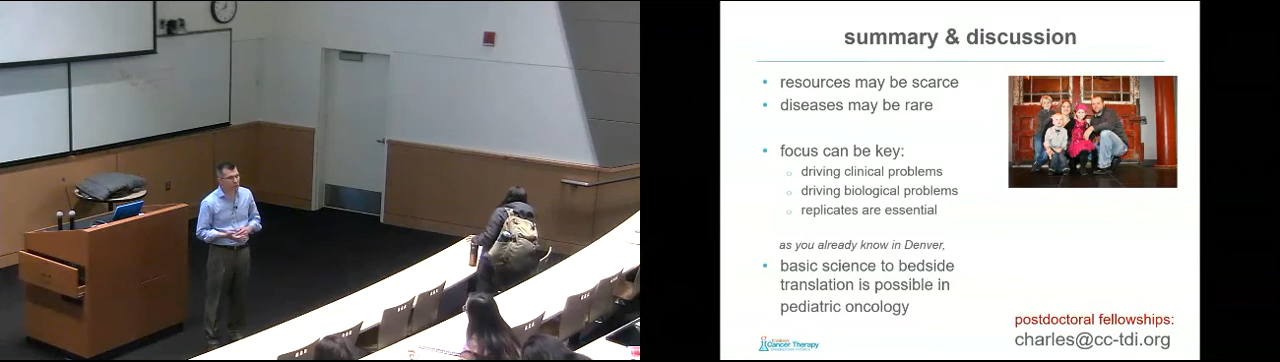 summary & discussion
• resources may be scarce
• diseases may be rare
• focus can be key:
o driving clinical problems
o driving biological problems
o replicates are essential
as you already know in Denver,
• basic science to bedside
translation is possible in
pediatric oncology
postdoctoral fellowships:
charles@cc-tdi.org
Cancer Therapy